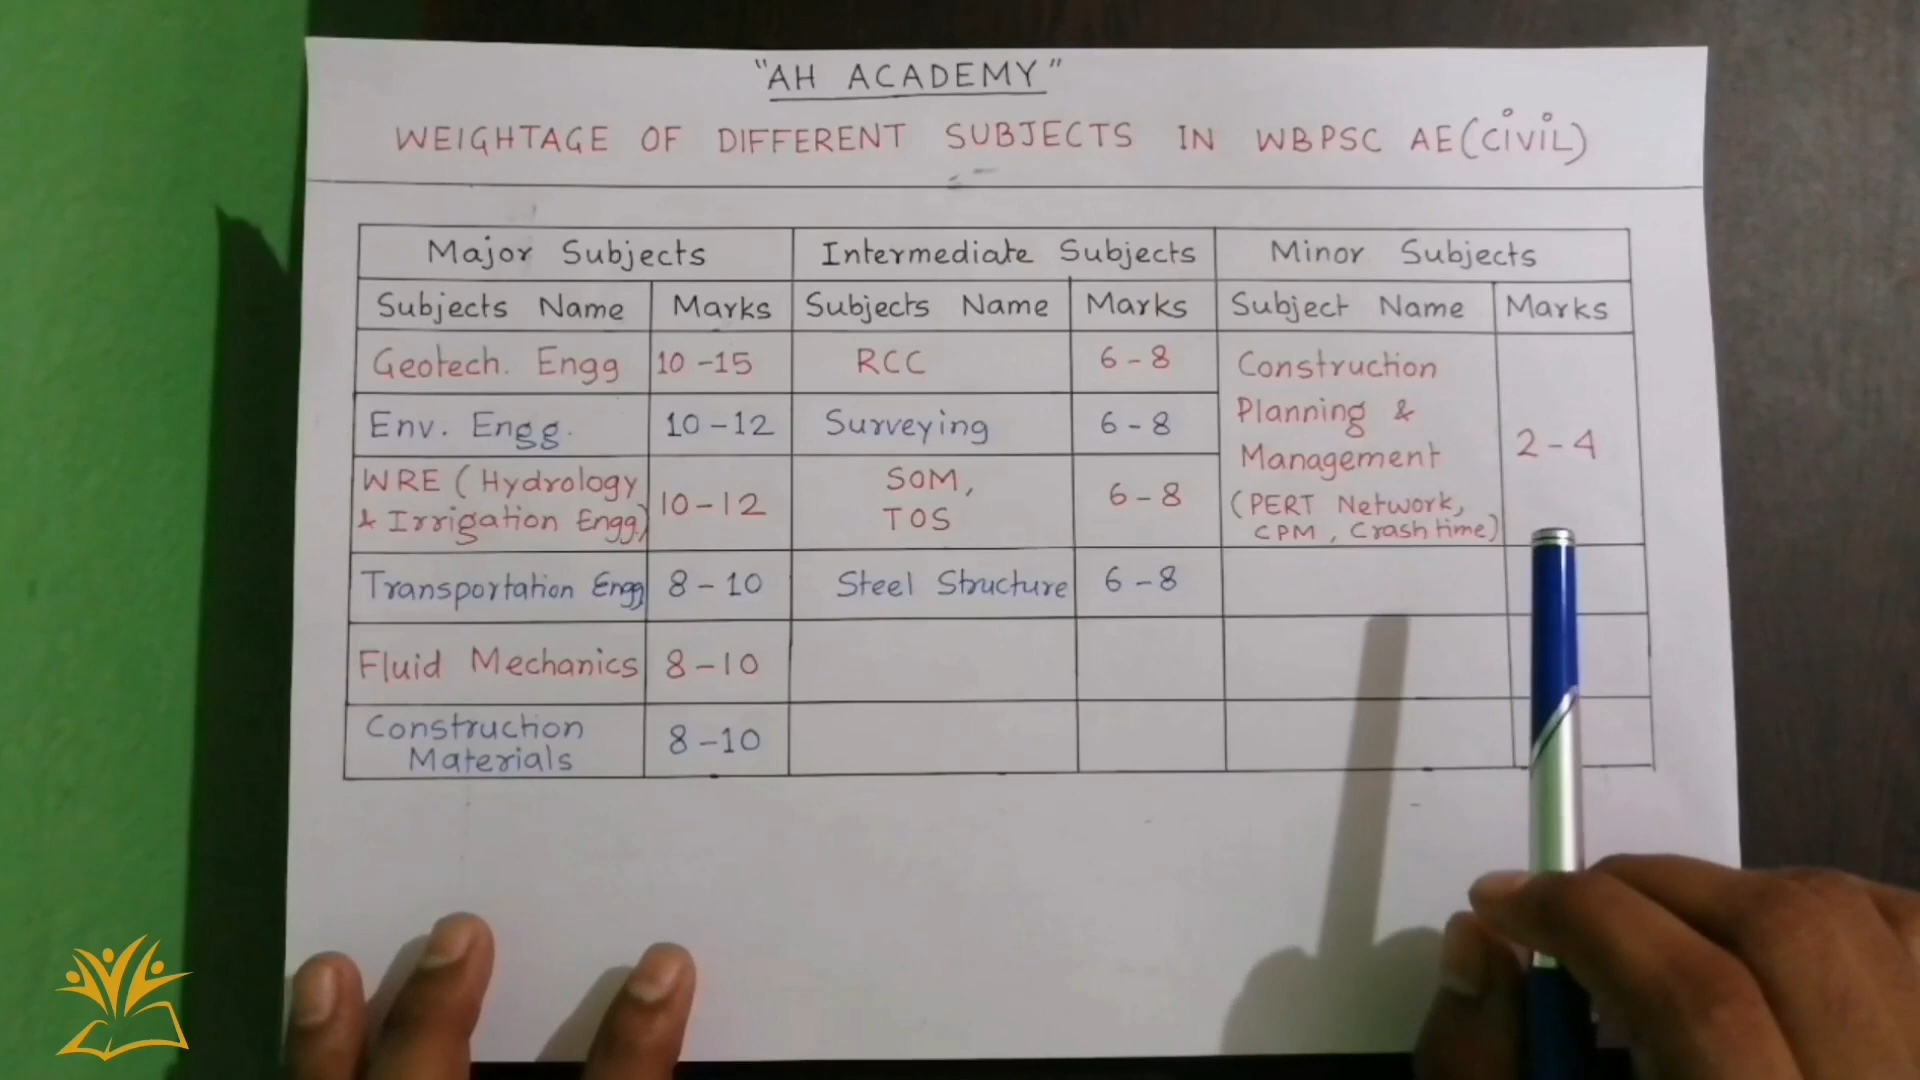 "AH ACADEMY"
WEIGHTAGE OF DIFFERENT SUBJECTS IN WBPSC AE(CIVIL)
Major Subjects Intermediate Subjects Minor Subjects
Subjects Name Marks Subjects Name Marks Subject Name Marks
Geotech. Engg 10-15 RCC 6-8
Env. Engg. 10-12 Surveying 6-8
WRE (Hydrology
& Irrigation Engg.) 10-12
SOM,
TOS 6-8
Construction
Planning &
Management
(PERT Network,
CPM, Crash time) 2-4
Transportation Engg 8-10 Steel Structure 6-8
Fluid Mechanics 8-10
Construction
Materials 8-10